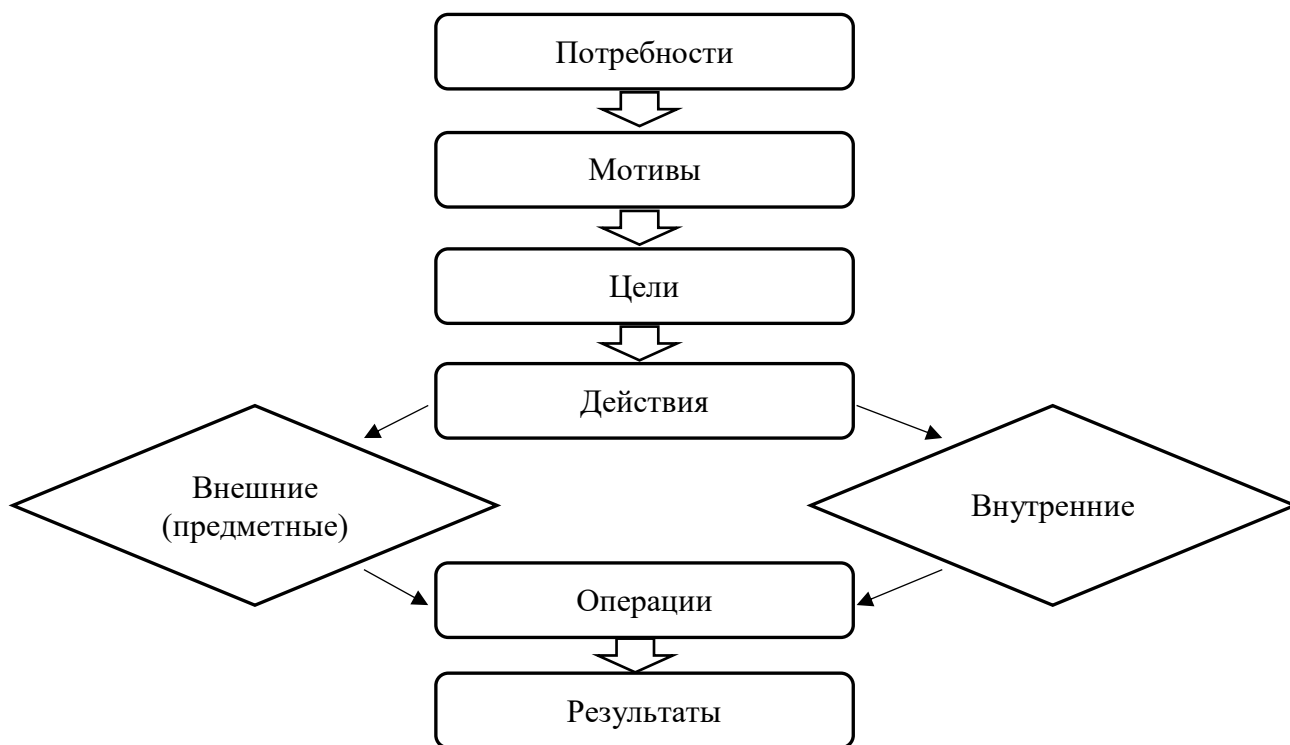 Потребности
Мотивы
Цели
Действия
Внешние
(предметные)
Внутренние
Операции
Результаты